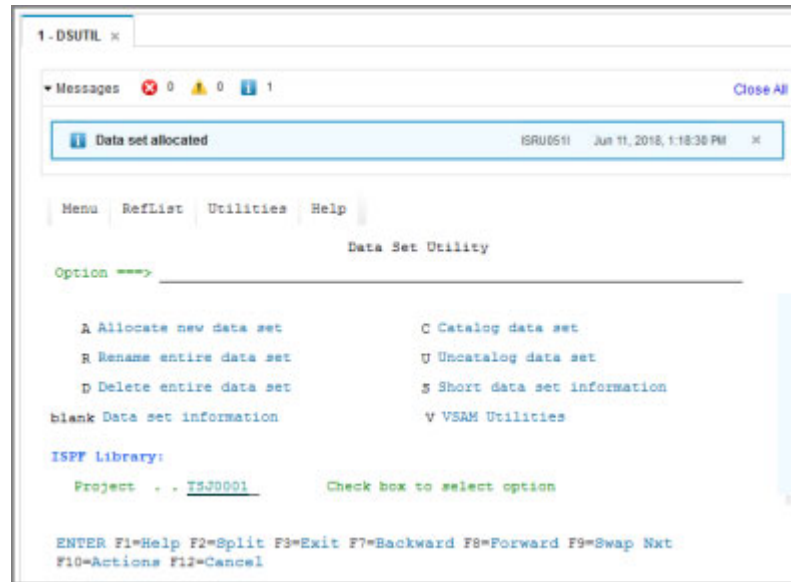 1 - DSUTIL ×
Messages 0 0 1 Close All
Data set allocated ISRU051I Jun 11, 2018, 1:18:30 PM ×
Menu RefList Utilities Help
Data Set Utility
Option ===>
A Allocate new data set C Catalog data set
R Rename entire data set U Uncatalog data set
D Delete entire data set S Short data set information
blank Data set information V VSAM Utilities
ISPF Library:
Project . . TSJ0001 Check box to select option
ENTER F1=Help F2=Split F3=Exit F7=Backward F8=Forward F9=Swap Nxt
F10=Actions F12=Cancel